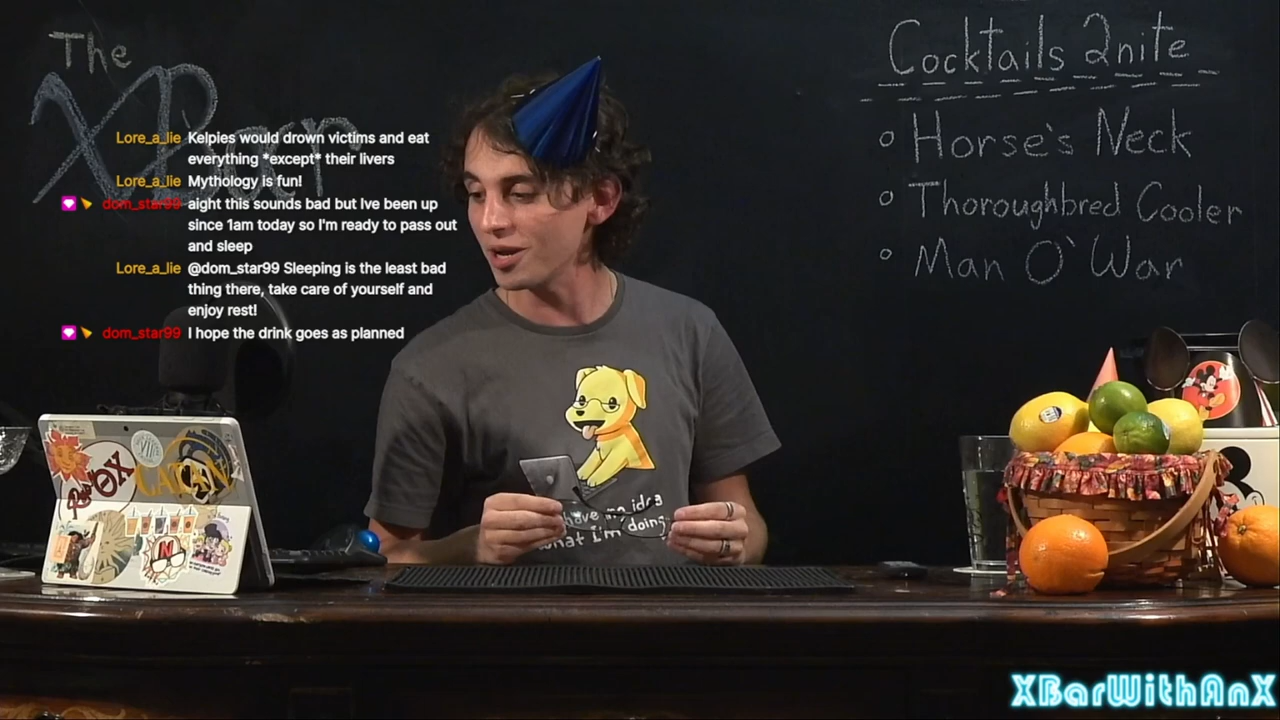 The
XBar
Cocktails 2nite
Horse's Neck
Thoroughbred Cooler
Man O' War
Lore_a_lie Kelpies would drown victims and eat
everything *except* their livers
Lore_a_lie Mythology is fun!
dom_star99 aight this sounds bad but Ive been up
since 1am today so I'm ready to pass out
and sleep
Lore_a_lie @dom_star99 Sleeping is the least bad
thing there, take care of yourself and
enjoy rest!
dom_star99 I hope the drink goes as planned
have no idea
what I'm doing.
CATAN
XBarWithAnX